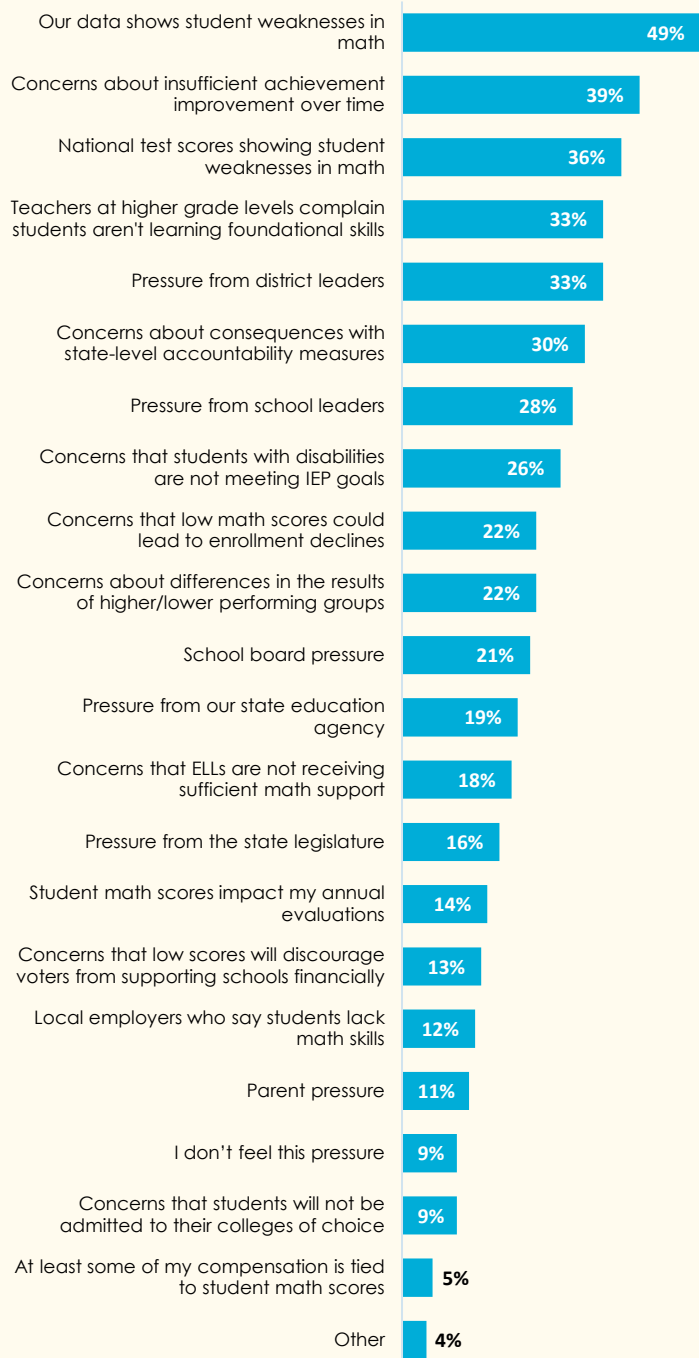 Our data shows student weaknesses in
math
49%
Concerns about insufficient achievement
improvement over time
39%
National test scores showing student
weaknesses in math
36%
Teachers at higher grade levels complain
students aren't learning foundational skills
33%
Pressure from district leaders
33%
Concerns about consequences with
state-level accountability measures
30%
Pressure from school leaders
28%
Concerns that students with disabilities
are not meeting IEP goals
26%
Concerns that low math scores could
lead to enrollment declines
22%
Concerns about differences in the results
of higher/lower performing groups
22%
School board pressure
21%
Pressure from our state education
agency
19%
Concerns that ELLs are not receiving
sufficient math support
18%
Pressure from the state legislature
16%
Student math scores impact my annual
evaluations
14%
Concerns that low scores will discourage
voters from supporting schools financially
13%
Local employers who say students lack
math skills
12%
Parent pressure
11%
I don’t feel this pressure
9%
Concerns that students will not be
admitted to their colleges of choice
9%
At least some of my compensation is tied
to student math scores
5%
Other
4%